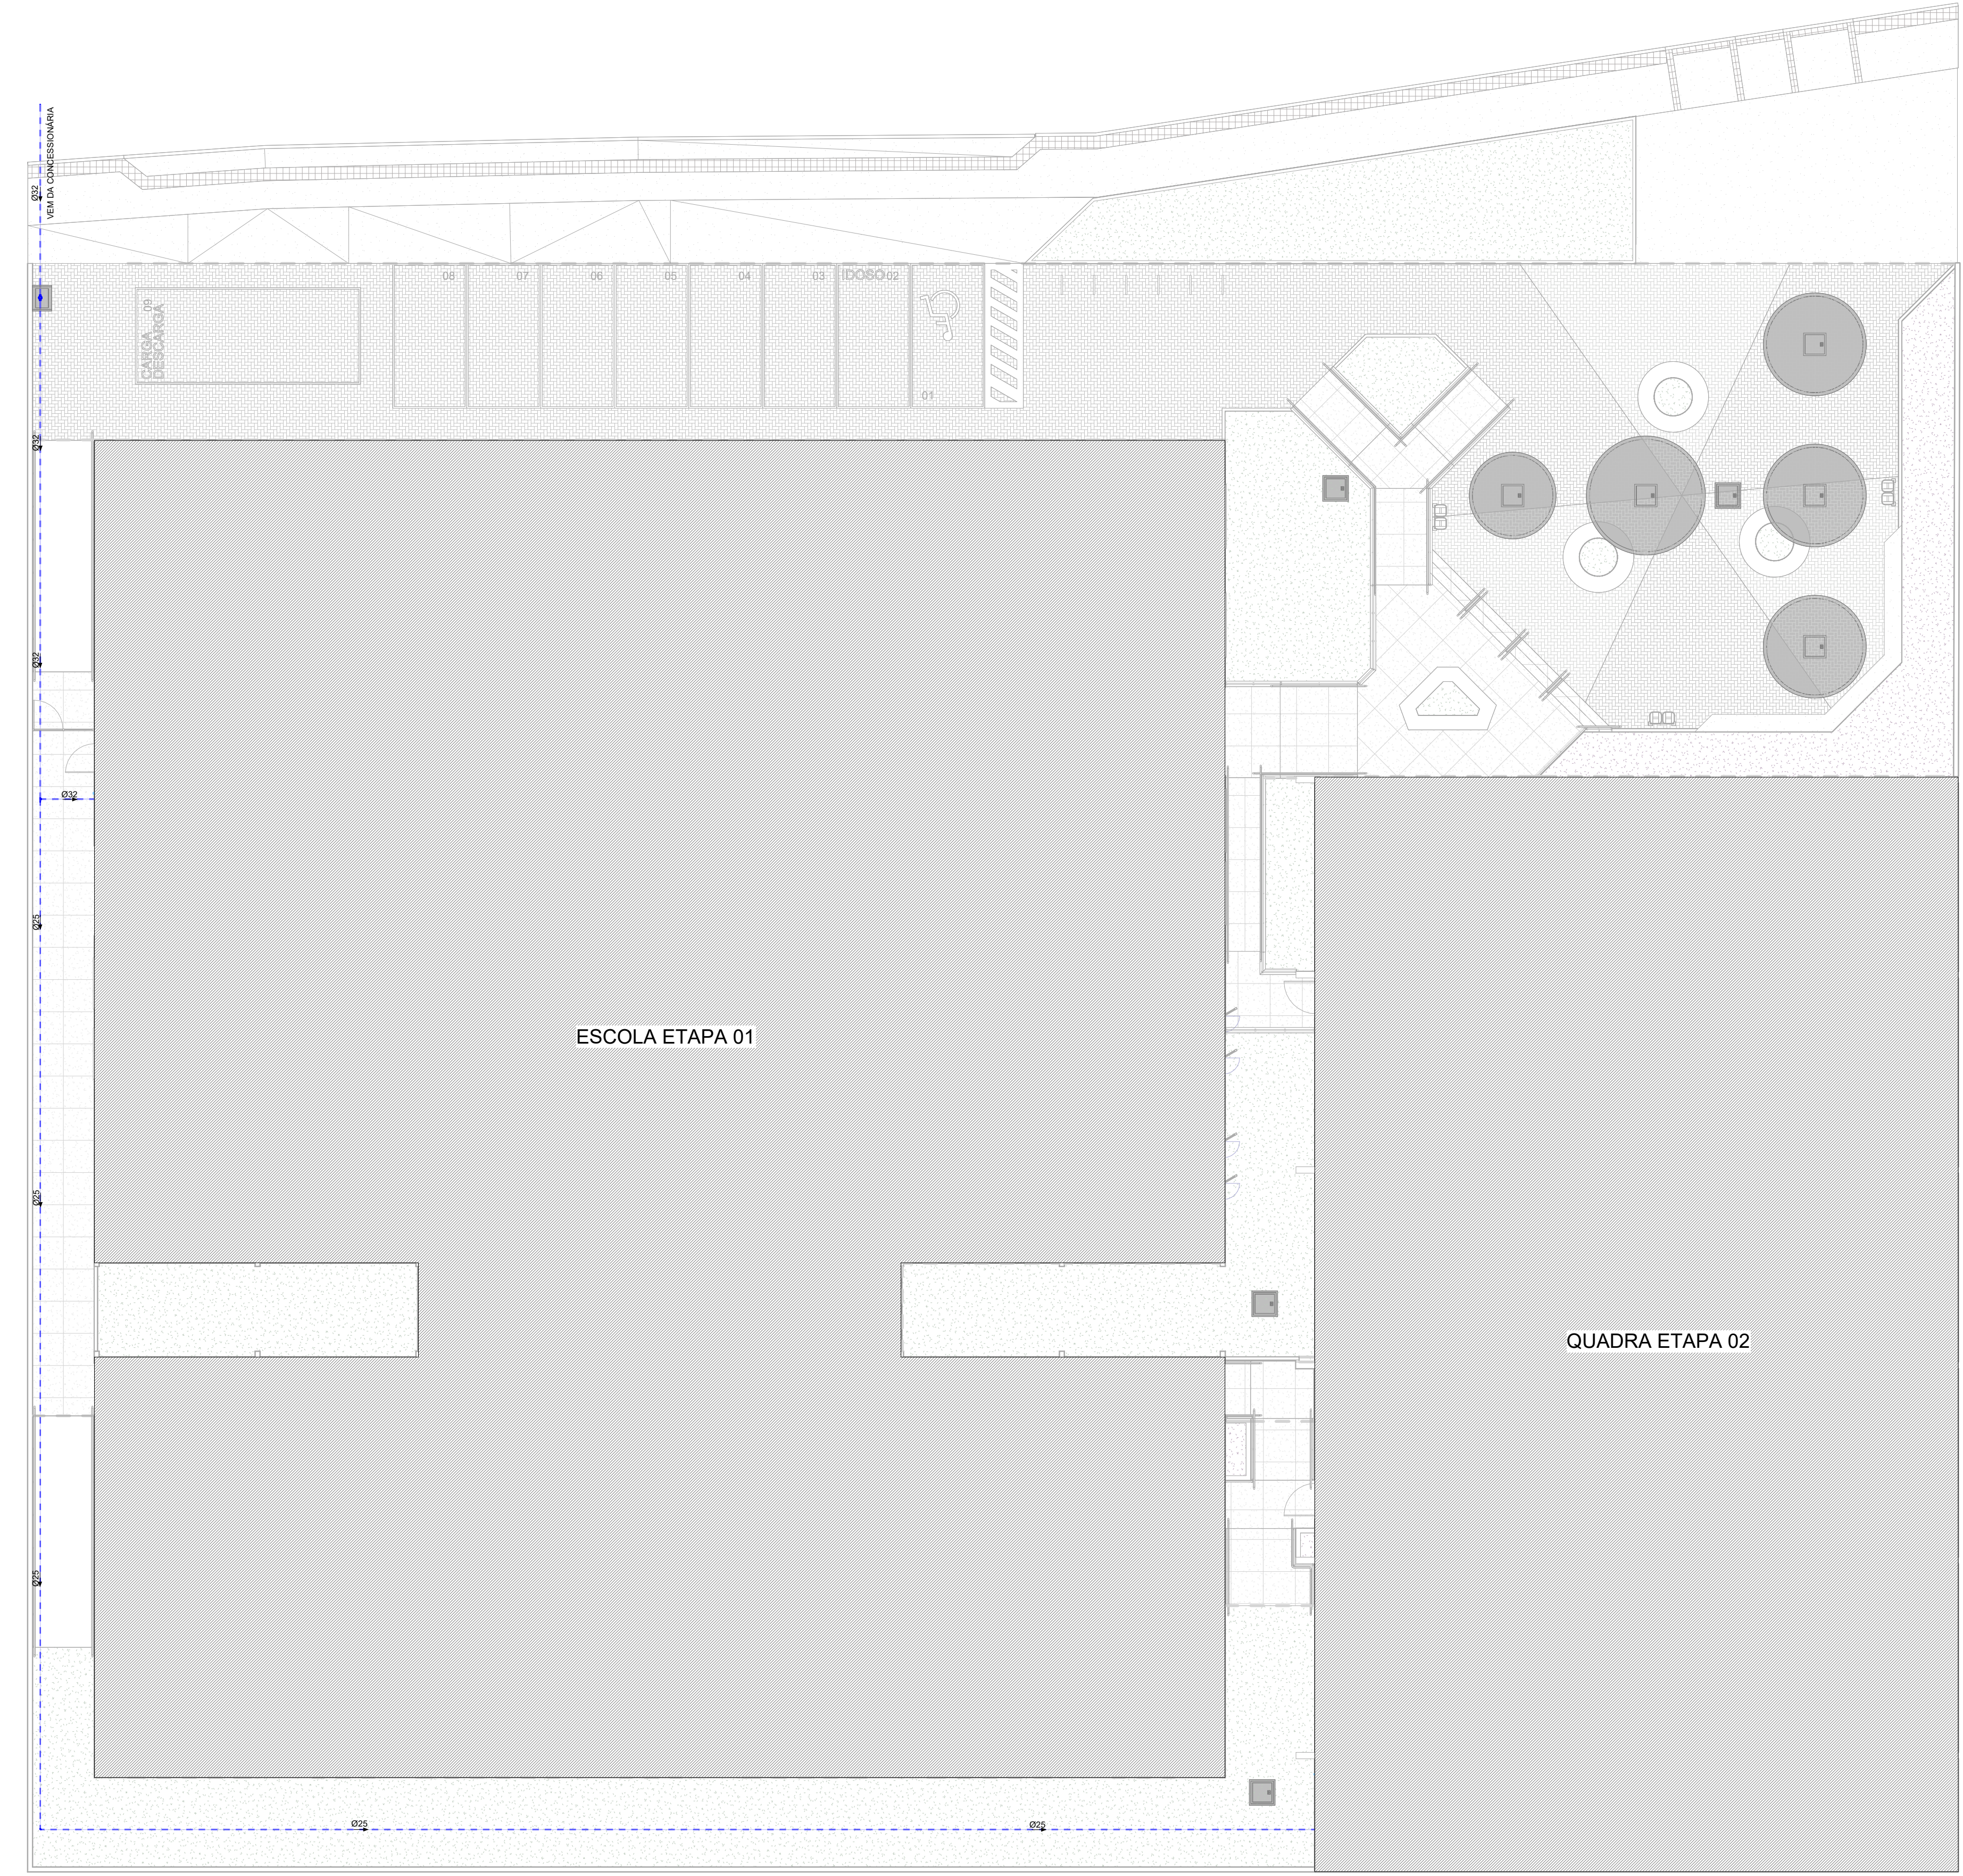 VEM DA CONCESSIONÁRIA
Ø32
08
07
06
05
04
03
IDOSO 02
01
CARGA 09
DESCARGA
Ø32
Ø32
Ø32
Ø25
ESCOLA ETAPA 01
Ø25
QUADRA ETAPA 02
Ø25
Ø25
Ø25